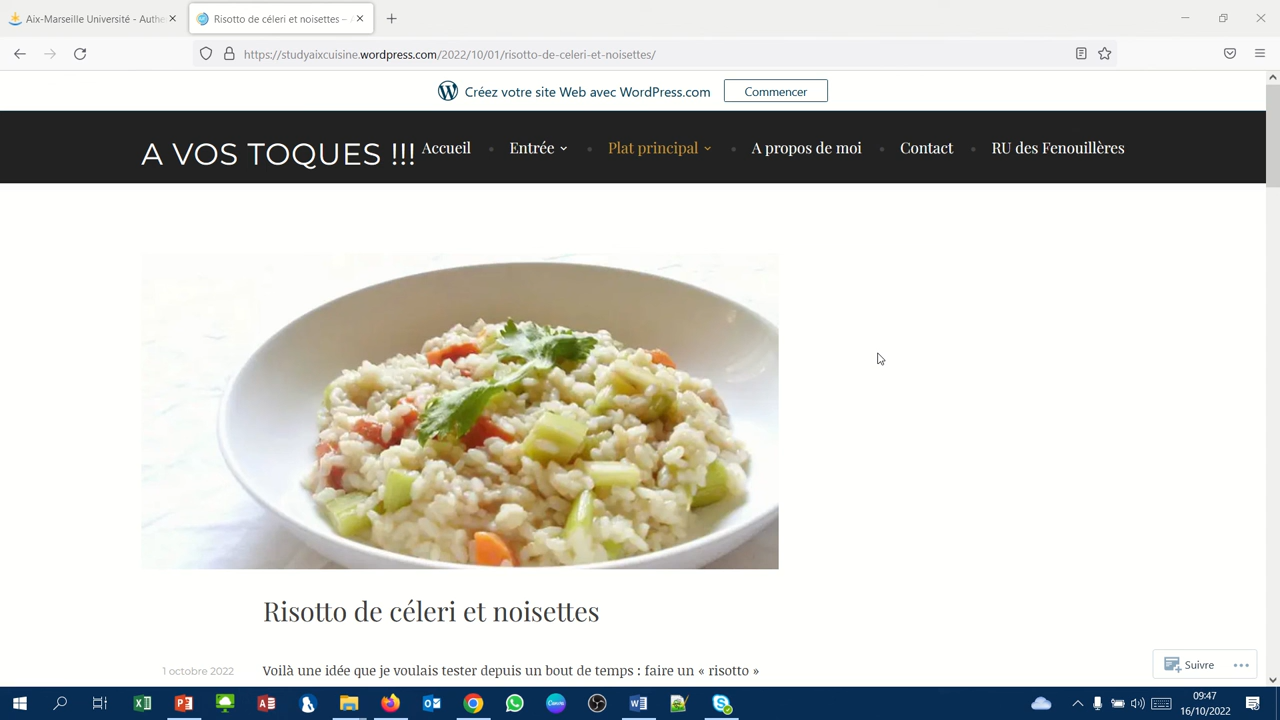 Aix-Marseille Université - Authe
Risotto de céleri et noisettes –
https://studyaixcuisine.wordpress.com/2022/10/01/risotto-de-celeri-et-noisettes/
Créez votre site Web avec WordPress.com
Commencer
A VOS TOQUES !!!
Accueil
Entrée
Plat principal
A propos de moi
Contact
RU des Fenouillères
Risotto de céleri et noisettes
1 octobre 2022
Voilà une idée que je voulais tester depuis un bout de temps : faire un « risotto »
Suivre
09:47
16/10/2022